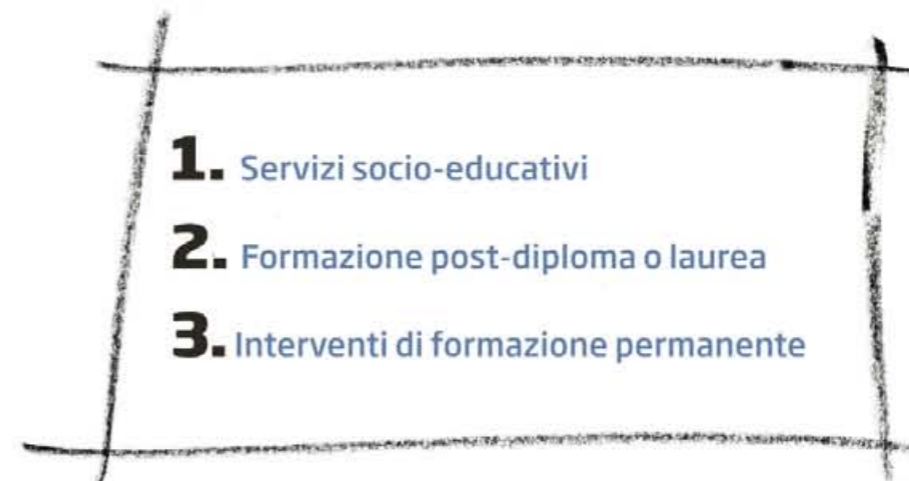 1. Servizi socio-educativi
2. Formazione post-diploma o laurea
3. Interventi di formazione permanente